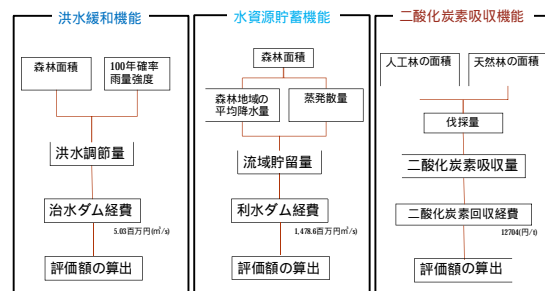 洪水緩和機能
森林面積
100年確率
雨量強度
洪水調節量
治水ダム経費
5.03百万円(㎥/s)
評価額の算出
水資源貯蓄機能
森林面積
森林地域の
平均降水量
蒸発散量
流域貯留量
利水ダム経費
1,478.6百万円㎥/s)
評価額の算出
二酸化炭素吸収機能
人工林の面積
天然林の面積
伐採量
二酸化炭素吸収量
二酸化炭素回収経費
12704(円/t)
評価額の算出